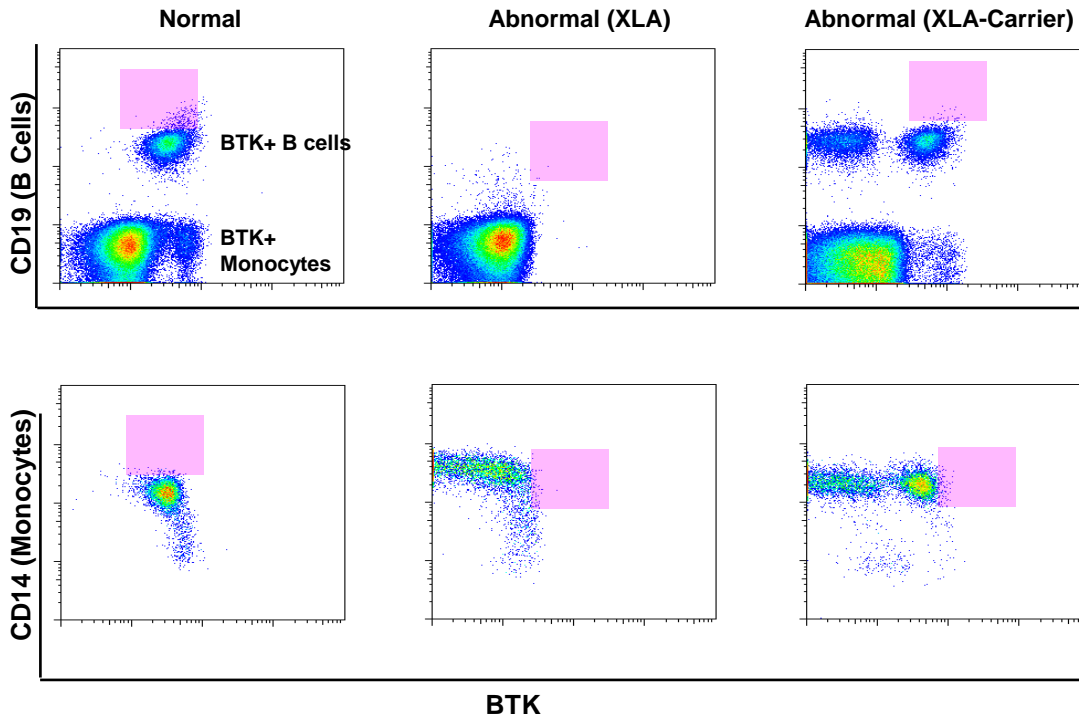 Normal
Abnormal (XLA)
Abnormal (XLA-Carrier)
CD19 (B Cells)
BTK+ B cells
BTK+
Monocytes
CD14 (Monocytes)
BTK